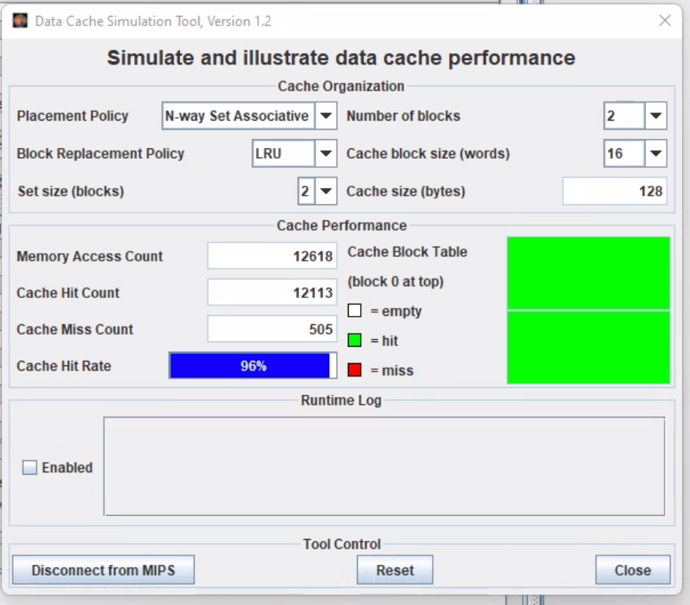 Data Cache Simulation Tool, Version 1.2
Simulate and illustrate data cache performance
Cache Organization
Placement Policy N-way Set Associative Number of blocks 2
Block Replacement Policy LRU Cache block size (words) 16
Set size (blocks) 2 Cache size (bytes) 128
Cache Performance
Memory Access Count 12618 Cache Block Table
(block 0 at top)
Cache Hit Count 12113
= empty
Cache Miss Count 505
= hit
Cache Hit Rate 96%
= miss
Runtime Log
Enabled
Tool Control
Disconnect from MIPS Reset Close